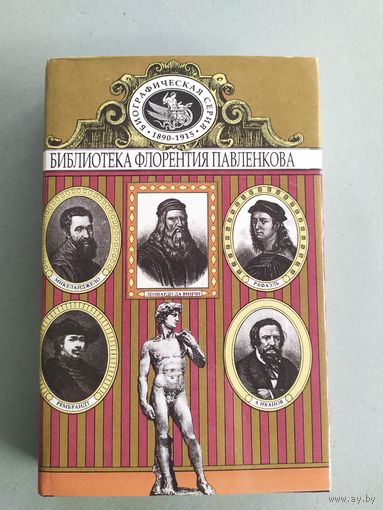 БИОГРАФИЧЕСКАЯ СЕРИЯ
1890-1915
БИБЛИОТЕКА ФЛОРЕНТИЯ ПАВЛЕНКОВА
МИКЕЛАНДЖЕЛО
ЛЕОНАРДО ДА ВИНЧИ
РАФАЭЛЬ
РЕМБРАНДТ
А.ИВАНОВ
www.ay.by